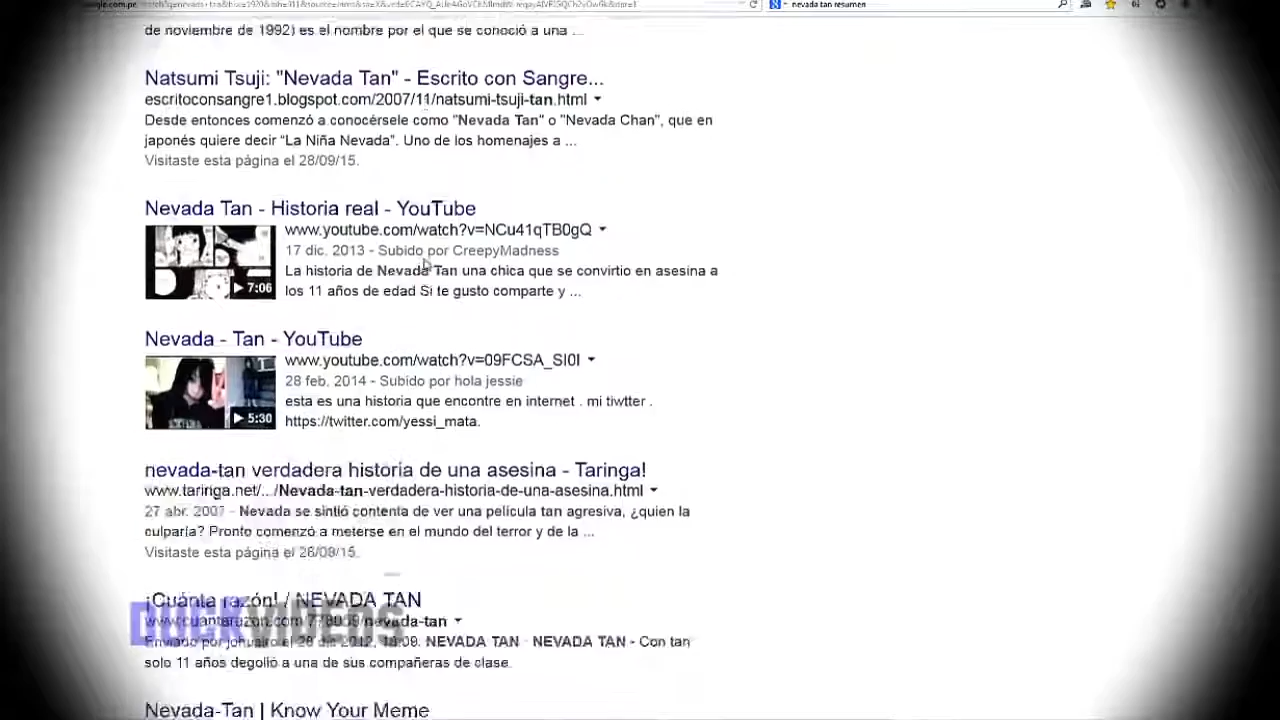 nevada tan resumen
de noviembre de 1992) es el nombre por el que se conoció a una ...
Natsumi Tsuji: "Nevada Tan" - Escrito con Sangre...
escritoconsangre1.blogspot.com/2007/11/natsumi-tsuji-tan.html
Desde entonces comenzó a conocérsele como "Nevada Tan" o "Nevada Chan", que en
japonés quiere decir "La Niña Nevada". Uno de los homenajes a ...
Visitaste esta página el 28/09/15.
Nevada Tan - Historia real - YouTube
www.youtube.com/watch?v=NCu41qTB0gQ
17 dic. 2013 - Subido por CreepyMadness
La historia de Nevada Tan una chica que se convirtio en asesina a
los 11 años de edad Si te gusto comparte y ...
7:06
Nevada - Tan - YouTube
www.youtube.com/watch?v=09FCSA_SI0I
28 feb. 2014 - Subido por hola jessie
esta es una historia que encontre en internet . mi tiwtter .
https://twitter.com/yessi_mata.
5:30
nevada-tan verdadera historia de una asesina - Taringa!
www.taringa.net/.../Nevada-tan-verdadera-historia-de-una-asesina.html
27 abr. 2007 - Nevada se sintió contenta de ver una película tan agresiva, ¿quien la
culparía? Pronto comenzó a meterse en el mundo del terror y de la ...
Visitaste esta página el 28/09/15.
¡Cuánta razón! / NEVADA TAN
DUCKVIDEOS
NEVADA TAN - NEVADA TAN - Con tan
solo 11 años degolló a una de sus compañeras de clase.
Nevada-Tan | Know Your Meme